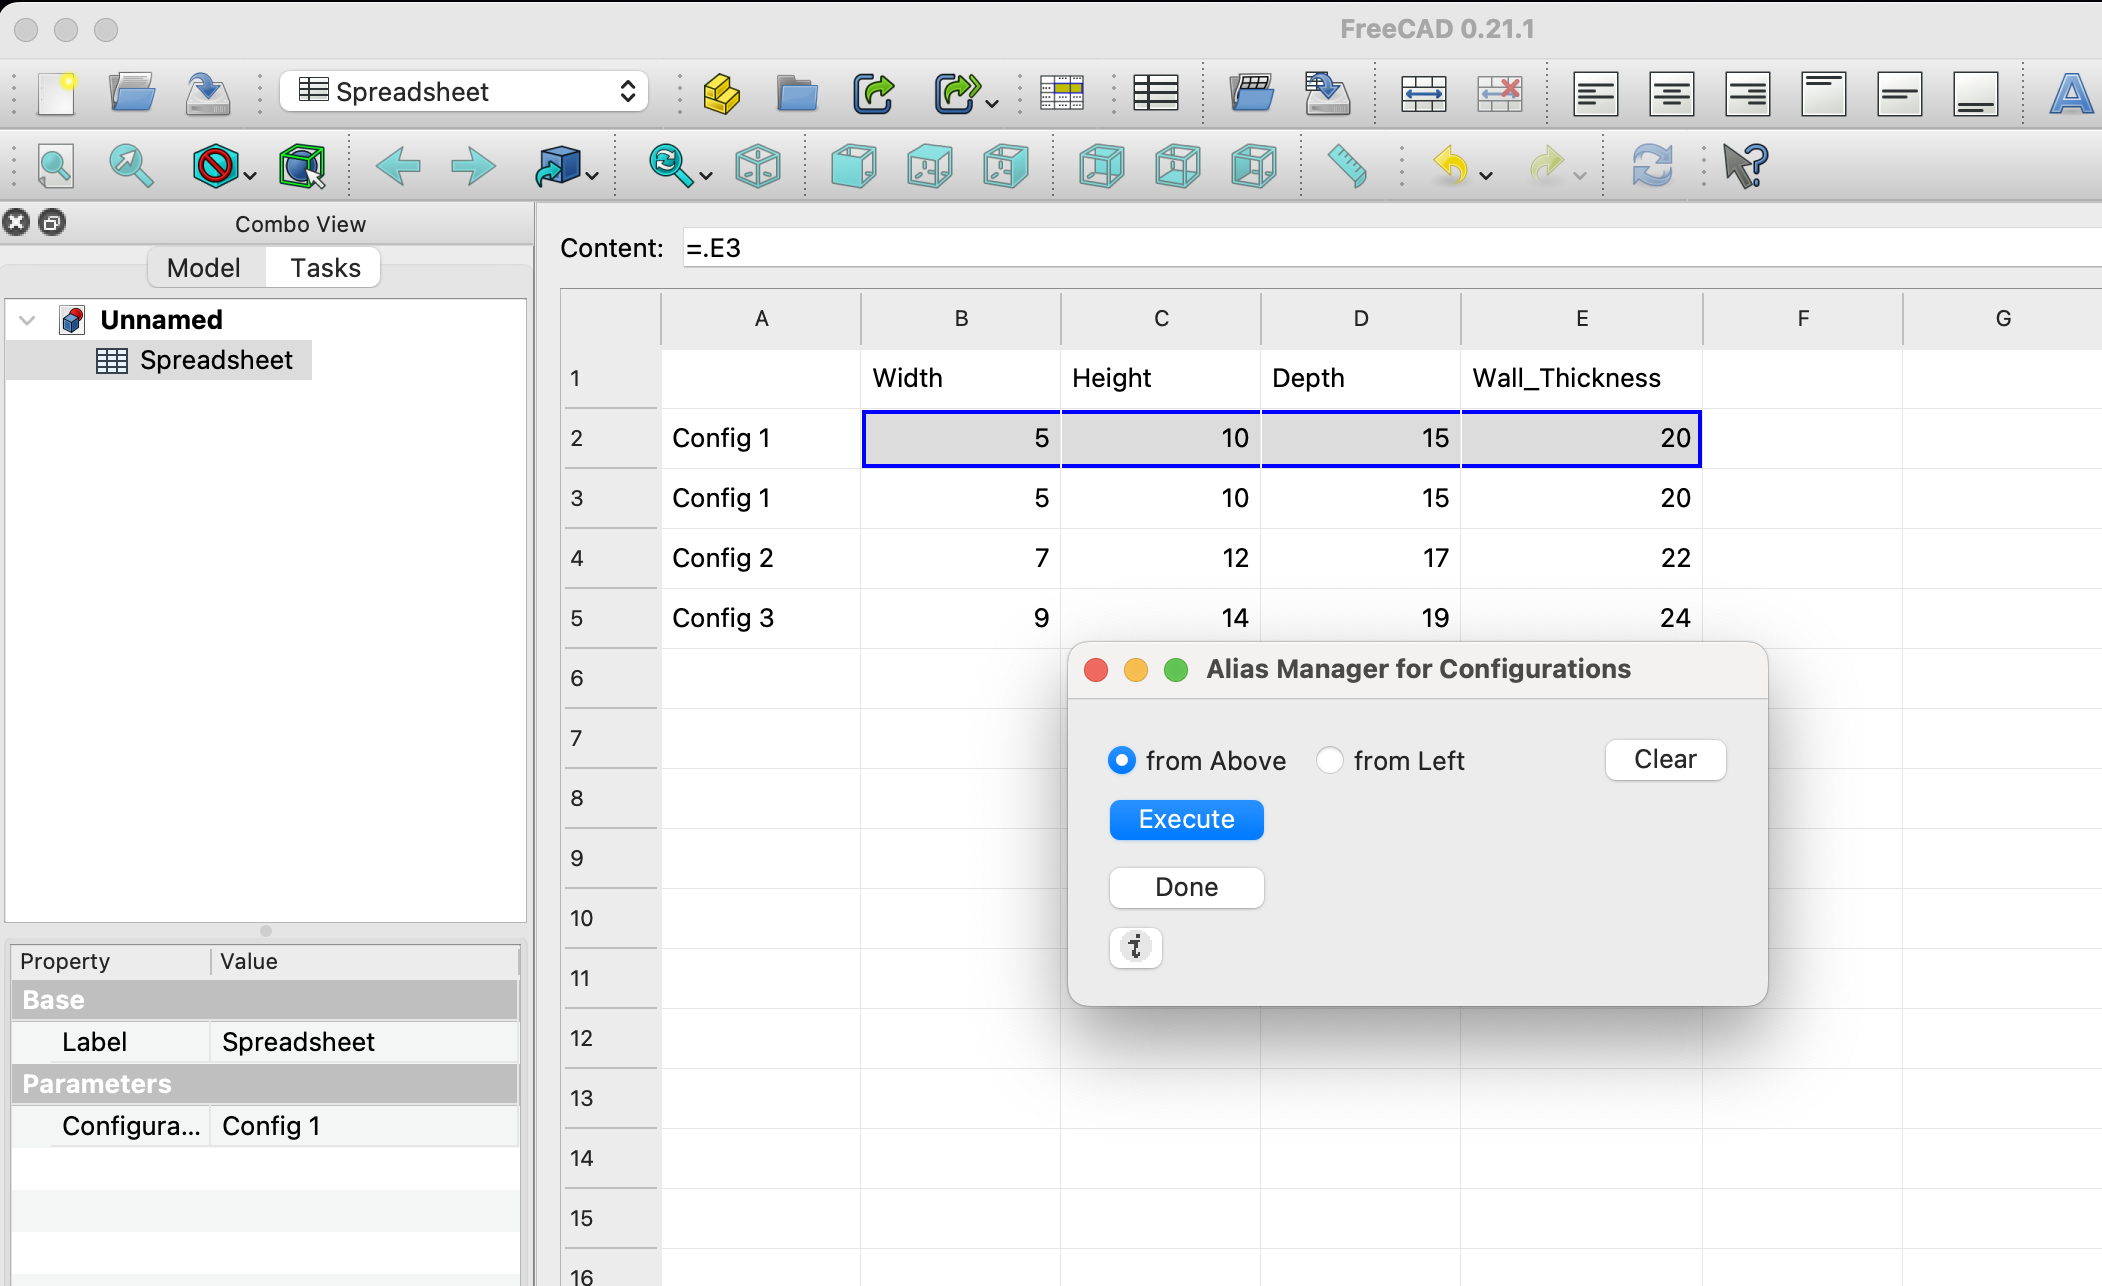 FreeCAD 0.21.1
Spreadsheet
Combo View
Model Tasks
Unnamed
Spreadsheet
Content: =.E3
A B C D E F G
1 Width Height Depth Wall_Thickness
2 Config 1 5 10 15 20
3 Config 1 5 10 15 20
4 Config 2 7 12 17 22
5 Config 3 9 14 19 24
6
7
8
9
10
11
12
13
14
15
16
Alias Manager for Configurations
from Above from Left Clear
Execute
Done
i
Property Value
Base
Label Spreadsheet
Parameters
Configura... Config 1